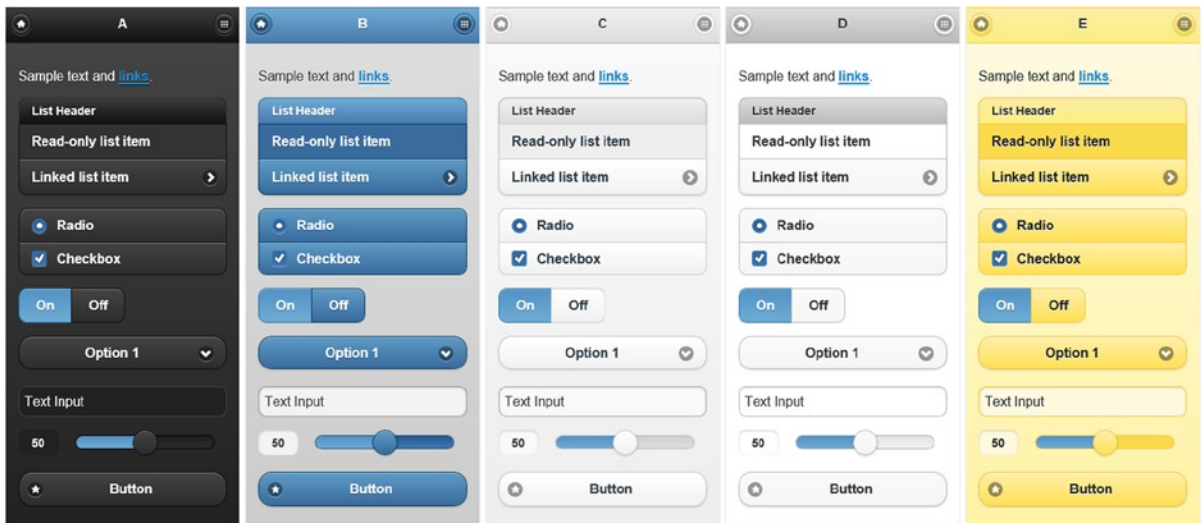 A
Sample text and links.
List Header
Read-only list item
Linked list item
Radio
Checkbox
On Off
Option 1
Text Input
50
Button
B
Sample text and links.
List Header
Read-only list item
Linked list item
Radio
Checkbox
On Off
Option 1
Text Input
50
Button
C
Sample text and links.
List Header
Read-only list item
Linked list item
Radio
Checkbox
On Off
Option 1
Text Input
50
Button
D
Sample text and links.
List Header
Read-only list item
Linked list item
Radio
Checkbox
On Off
Option 1
Text Input
50
Button
E
Sample text and links.
List Header
Read-only list item
Linked list item
Radio
Checkbox
On Off
Option 1
Text Input
50
Button